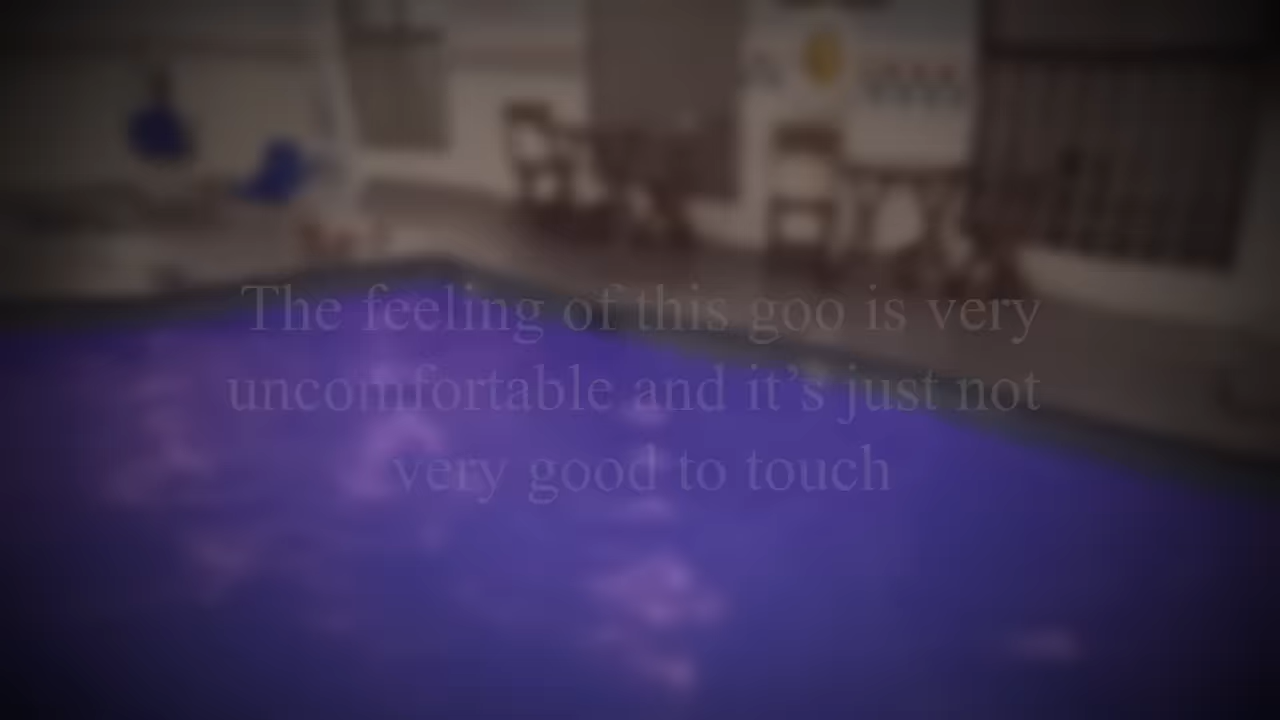 The feeling of this goo is very
uncomfortable and it’s just not
very good to touch